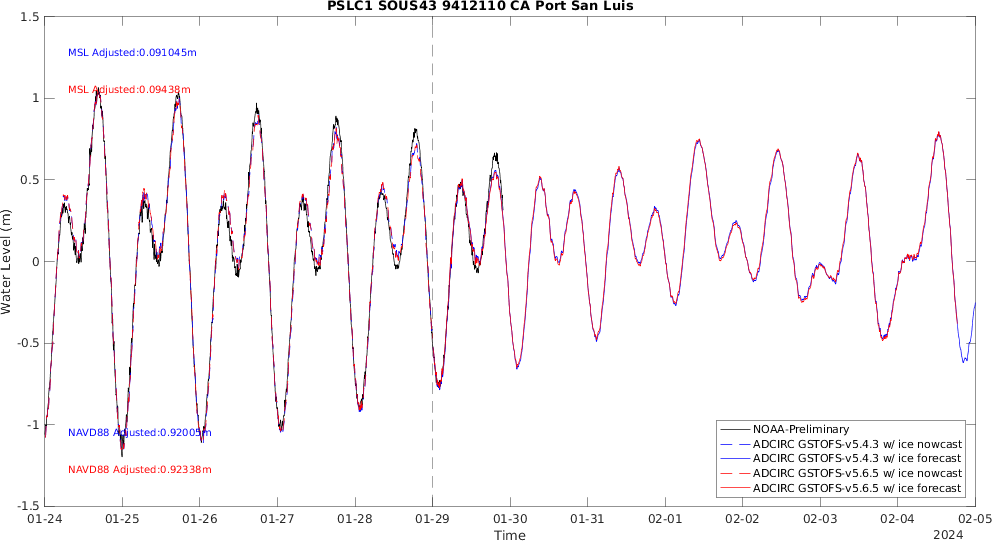 PSLC1 SOUS43 9412110 CA Port San Luis
1.5
MSL Adjusted:0.091045m
MSL Adjusted:0.09438m
1
0.5
Water Level (m)
0
-0.5
-1
NAVD88 Adjusted:0.92005m
NAVD88 Adjusted:0.92338m
-1.5
NOAA-Preliminary
ADCIRC GSTOFS-v5.4.3 w/ ice nowcast
ADCIRC GSTOFS-v5.4.3 w/ ice forecast
ADCIRC GSTOFS-v5.6.5 w/ ice nowcast
ADCIRC GSTOFS-v5.6.5 w/ ice forecast
01-24 01-25 01-26 01-27 01-28 01-29 01-30 01-31 02-01 02-02 02-03 02-04 02-05
Time
2024